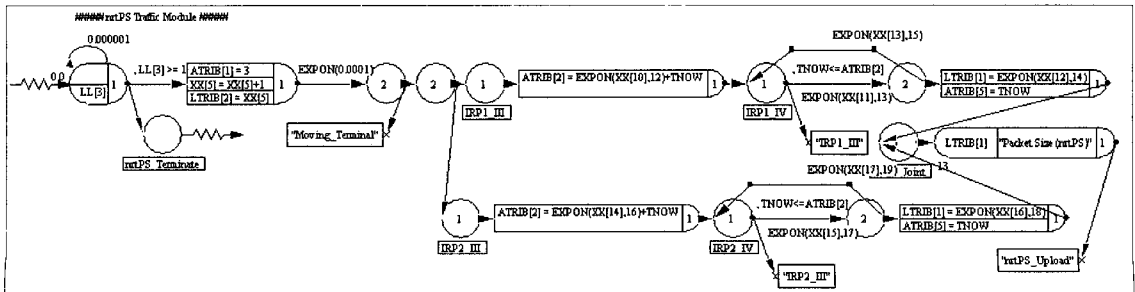 ##### nrtPS Traffic Module #####
0.000001
0.0
LL[3]
1
, LL[3] >= 1
ATRIB[1] = 3
XX[5] = XX[5]+1
LTRIB[2] = XX[5]
1
EXPON(0.0001)
2
2
"Moving_Terminal"
nrtPS_Terminate
1
IRP1_III
ATRIB[2] = EXPON(XX[10],12)+TNOW
1
1
IRP1_IV
EXPON(XX[13],15)
, TNOW<=ATRIB[2]
EXPON(XX[11],13)
2
LTRIB[1] = EXPON(XX[12],14)
ATRIB[5] = TNOW
1
"IRP1_III"
Joint
13
LTRIB[1]
"Packet Size (nrtPS)"
1
1
IRP2_III
ATRIB[2] = EXPON(XX[14],16)+TNOW
1
1
IRP2_IV
EXPON(XX[17],19)
, TNOW<=ATRIB[2]
EXPON(XX[15],17)
2
LTRIB[1] = EXPON(XX[16],18)
ATRIB[5] = TNOW
1
"IRP2_III"
"nrtPS_Upload"